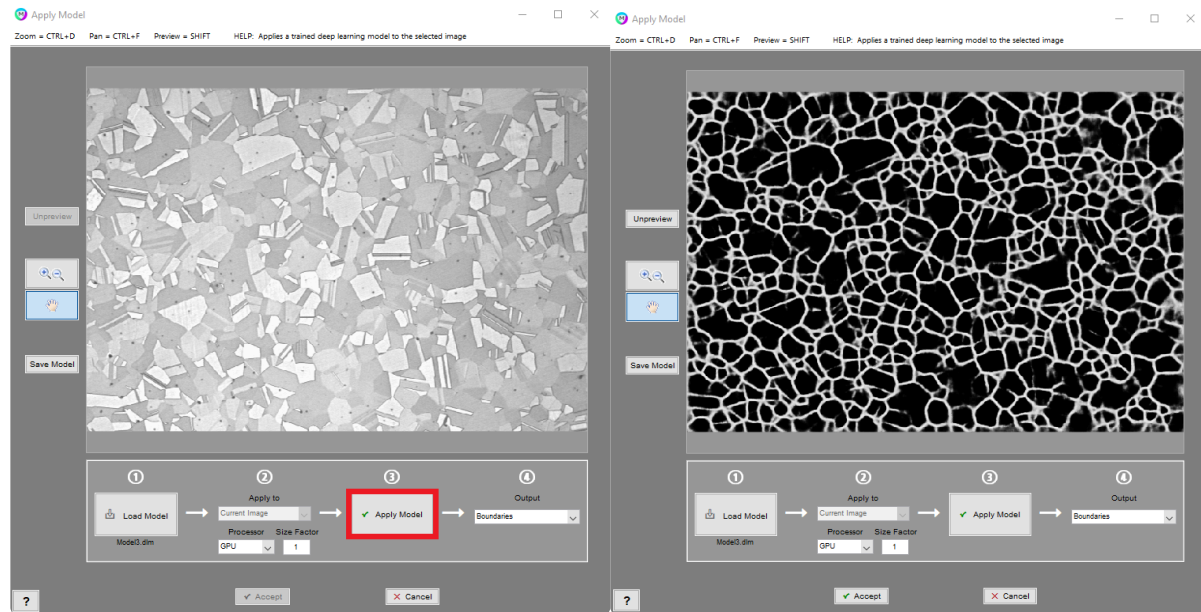 Apply Model
Zoom = CTRL+D Pan = CTRL+F Preview = SHIFT HELP: Applies a trained deep learning model to the selected image
Unpreview
Save Model
1 2 3 4
Apply to Output
Load Model Current Image Apply Model Boundaries
Processor Size Factor
Model3.dlm GPU 1
? Accept Cancel
Apply Model
Zoom = CTRL+D Pan = CTRL+F Preview = SHIFT HELP: Applies a trained deep learning model to the selected image
Unpreview
Save Model
1 2 3 4
Apply to Output
Load Model Current Image Apply Model Boundaries
Processor Size Factor
Model3.dlm GPU 1
? Accept Cancel